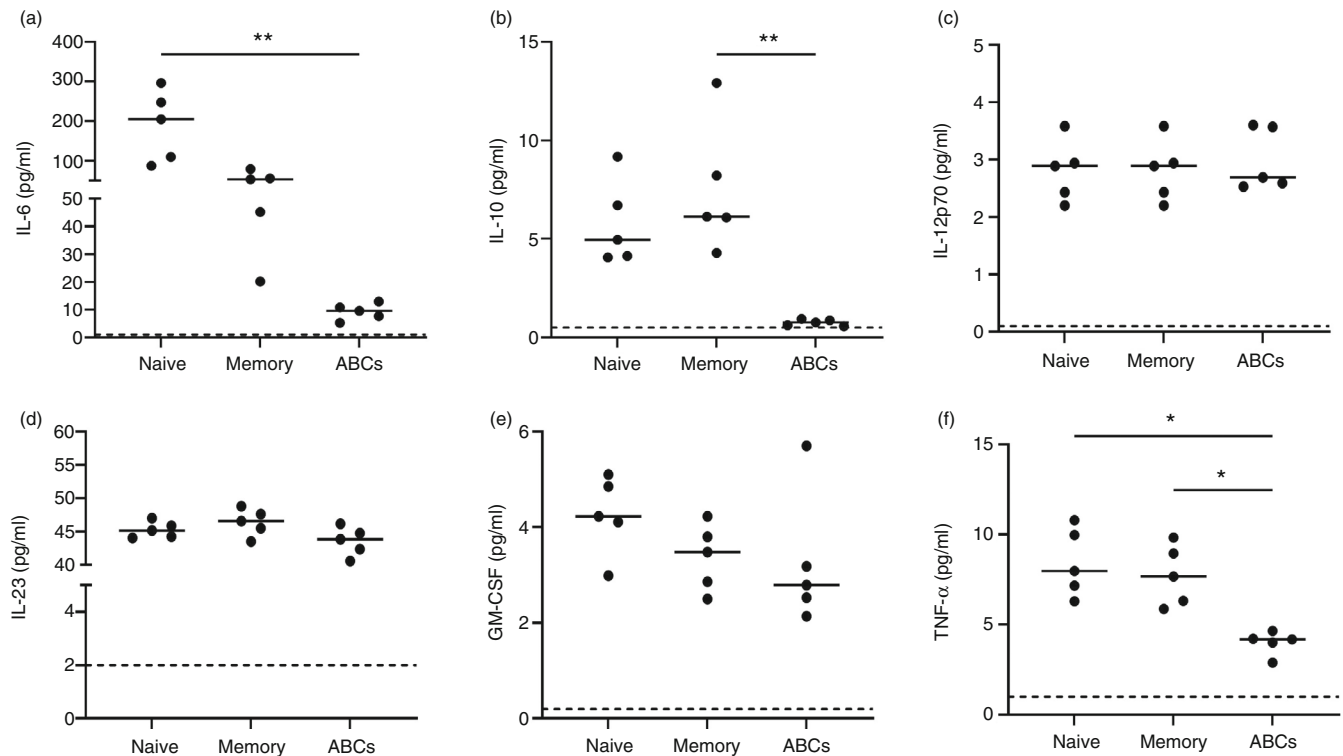 (a)
IL-6 (pg/ml)
400
300
200
100
50
40
30
20
10
0
**
Naive Memory ABCs
(b)
IL-10 (pg/ml)
15
10
5
0
**
Naive Memory ABCs
(c)
IL-12p70 (pg/ml)
5
4
3
2
1
0
Naive Memory ABCs
(d)
IL-23 (pg/ml)
60
55
50
45
40
4
2
0
Naive Memory ABCs
(e)
GM-CSF (pg/ml)
6
4
2
0
Naive Memory ABCs
(f)
TNF-α (pg/ml)
15
10
5
0
*
*
Naive Memory ABCs